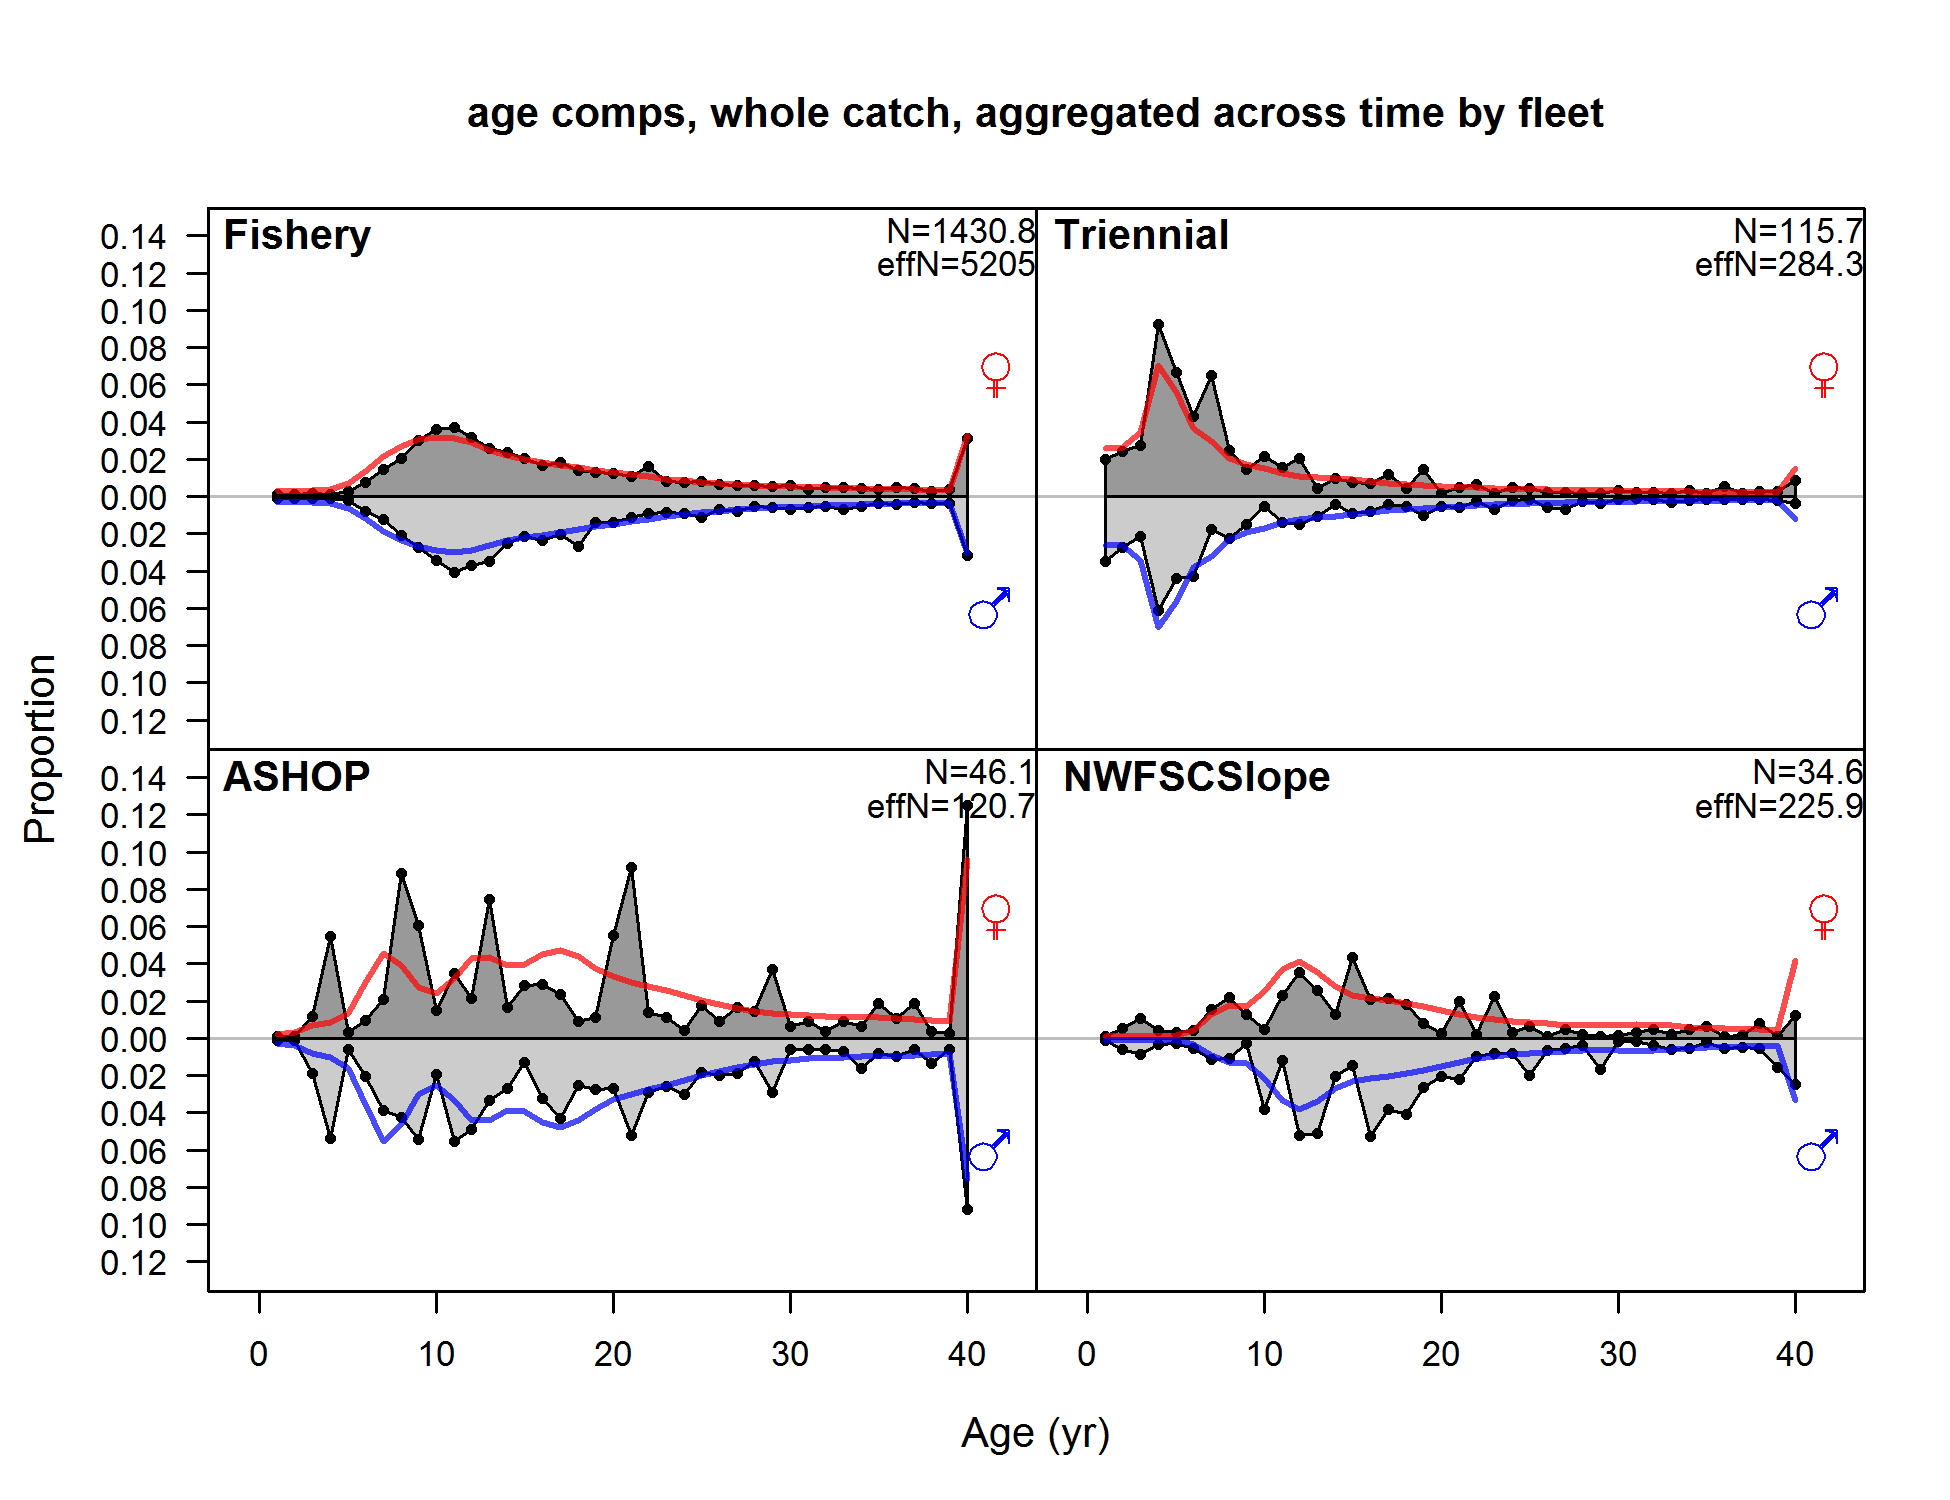 age comps, whole catch, aggregated across time by fleet
Fishery
N=1430.8
effN=5205
Triennial
N=115.7
effN=284.3
♀
♀
♂
♂
0.14
0.12
0.10
0.08
0.06
0.04
0.02
0.00
0.02
0.04
0.06
0.08
0.10
0.12
ASHOP
N=46.1
effN=120.7
NWFSCSlope
N=34.6
effN=225.9
♀
♀
♂
♂
0.14
0.12
0.10
0.08
0.06
0.04
0.02
0.00
0.02
0.04
0.06
0.08
0.10
0.12
Proportion
0 10 20 30 40 0 10 20 30 40
Age (yr)